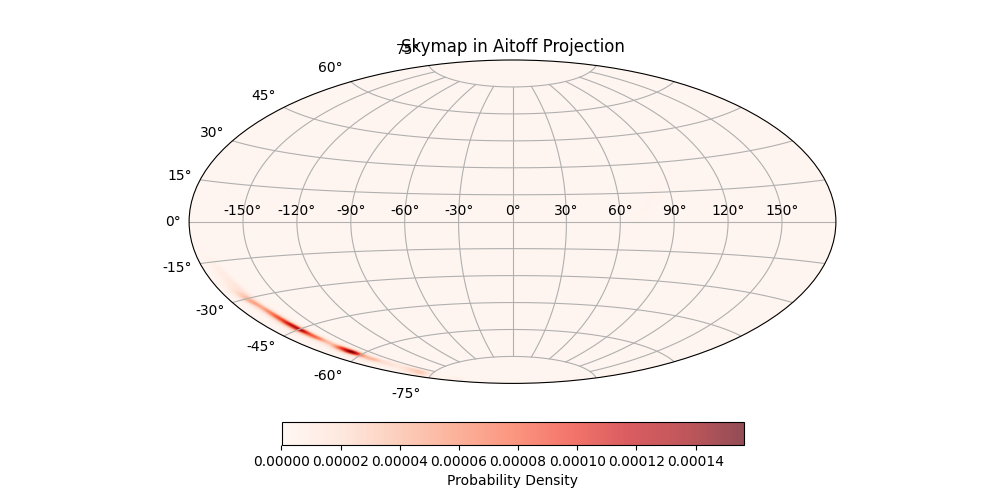 Skymap in Aitoff Projection
75°
60°
45°
30°
15°
-150° -120° -90° -60° -30° 0° 30° 60° 90° 120° 150°
0°
-15°
-30°
-45°
-60°
-75°
0.00000 0.00002 0.00004 0.00006 0.00008 0.00010 0.00012 0.00014
Probability Density